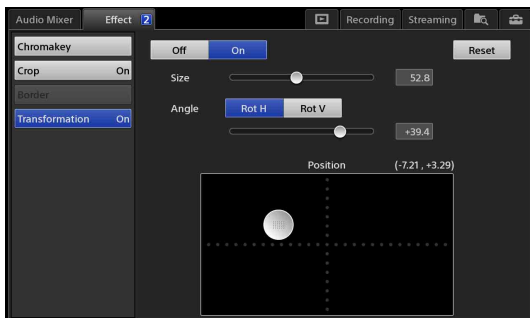 Audio Mixer Effect 2 Recording Streaming
Chromakey
Off On Reset
Crop On
Size 52.8
Border
Angle Rot H Rot V
Transformation On
+39.4
Position (-7.21 , +3.29)